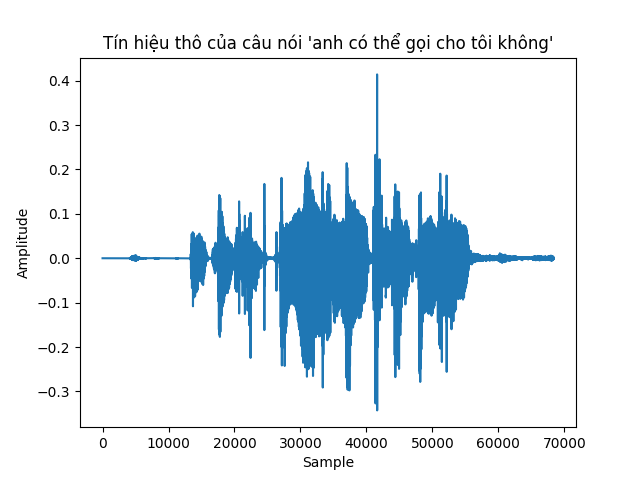 Tín hiệu thô của câu nói 'anh có thể gọi cho tôi không'
0.4
0.3
0.2
0.1
0.0
−0.1
−0.2
−0.3
Amplitude
0 10000 20000 30000 40000 50000 60000 70000
Sample